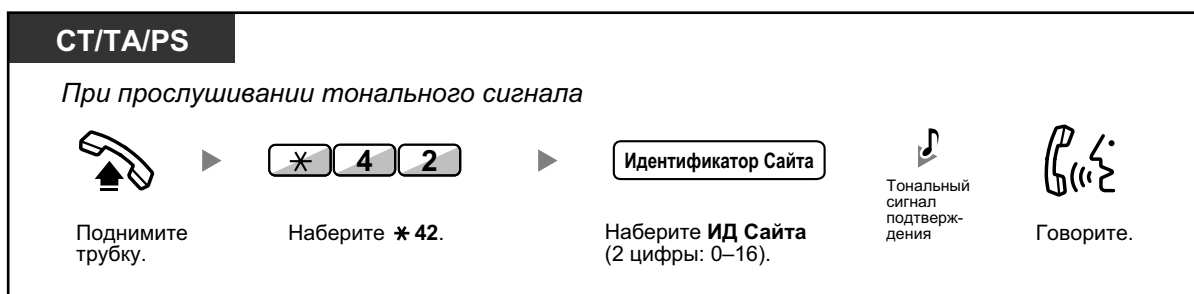 CT/TA/PS
При прослушивании тонального сигнала
* 4 2
Идентификатор Сайта
Тональный
сигнал
подтверж-
дения
Поднимите
трубку.
Наберите * 42.
Наберите ИД Сайта
(2 цифры: 0–16).
Говорите.